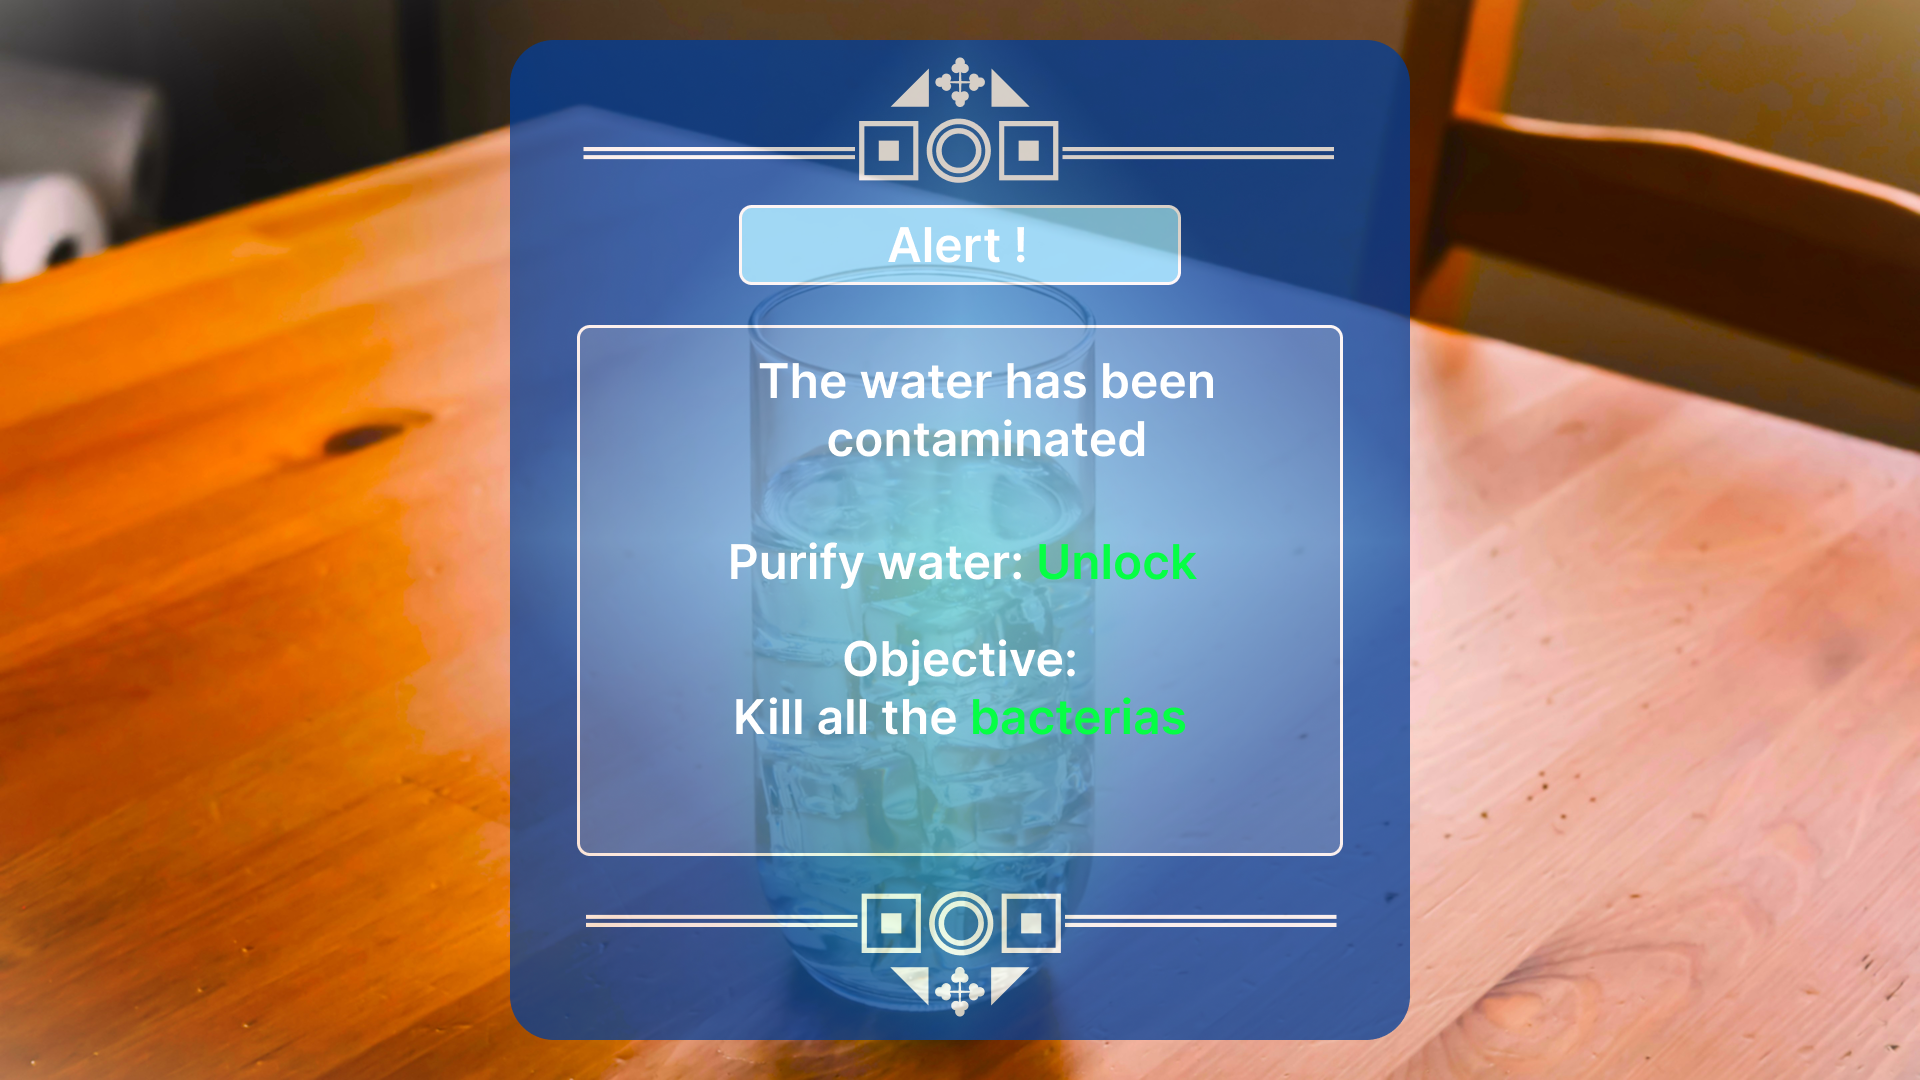 Alert !
The water has been
contaminated
Purify water: Unlock
Objective:
Kill all the bacterias